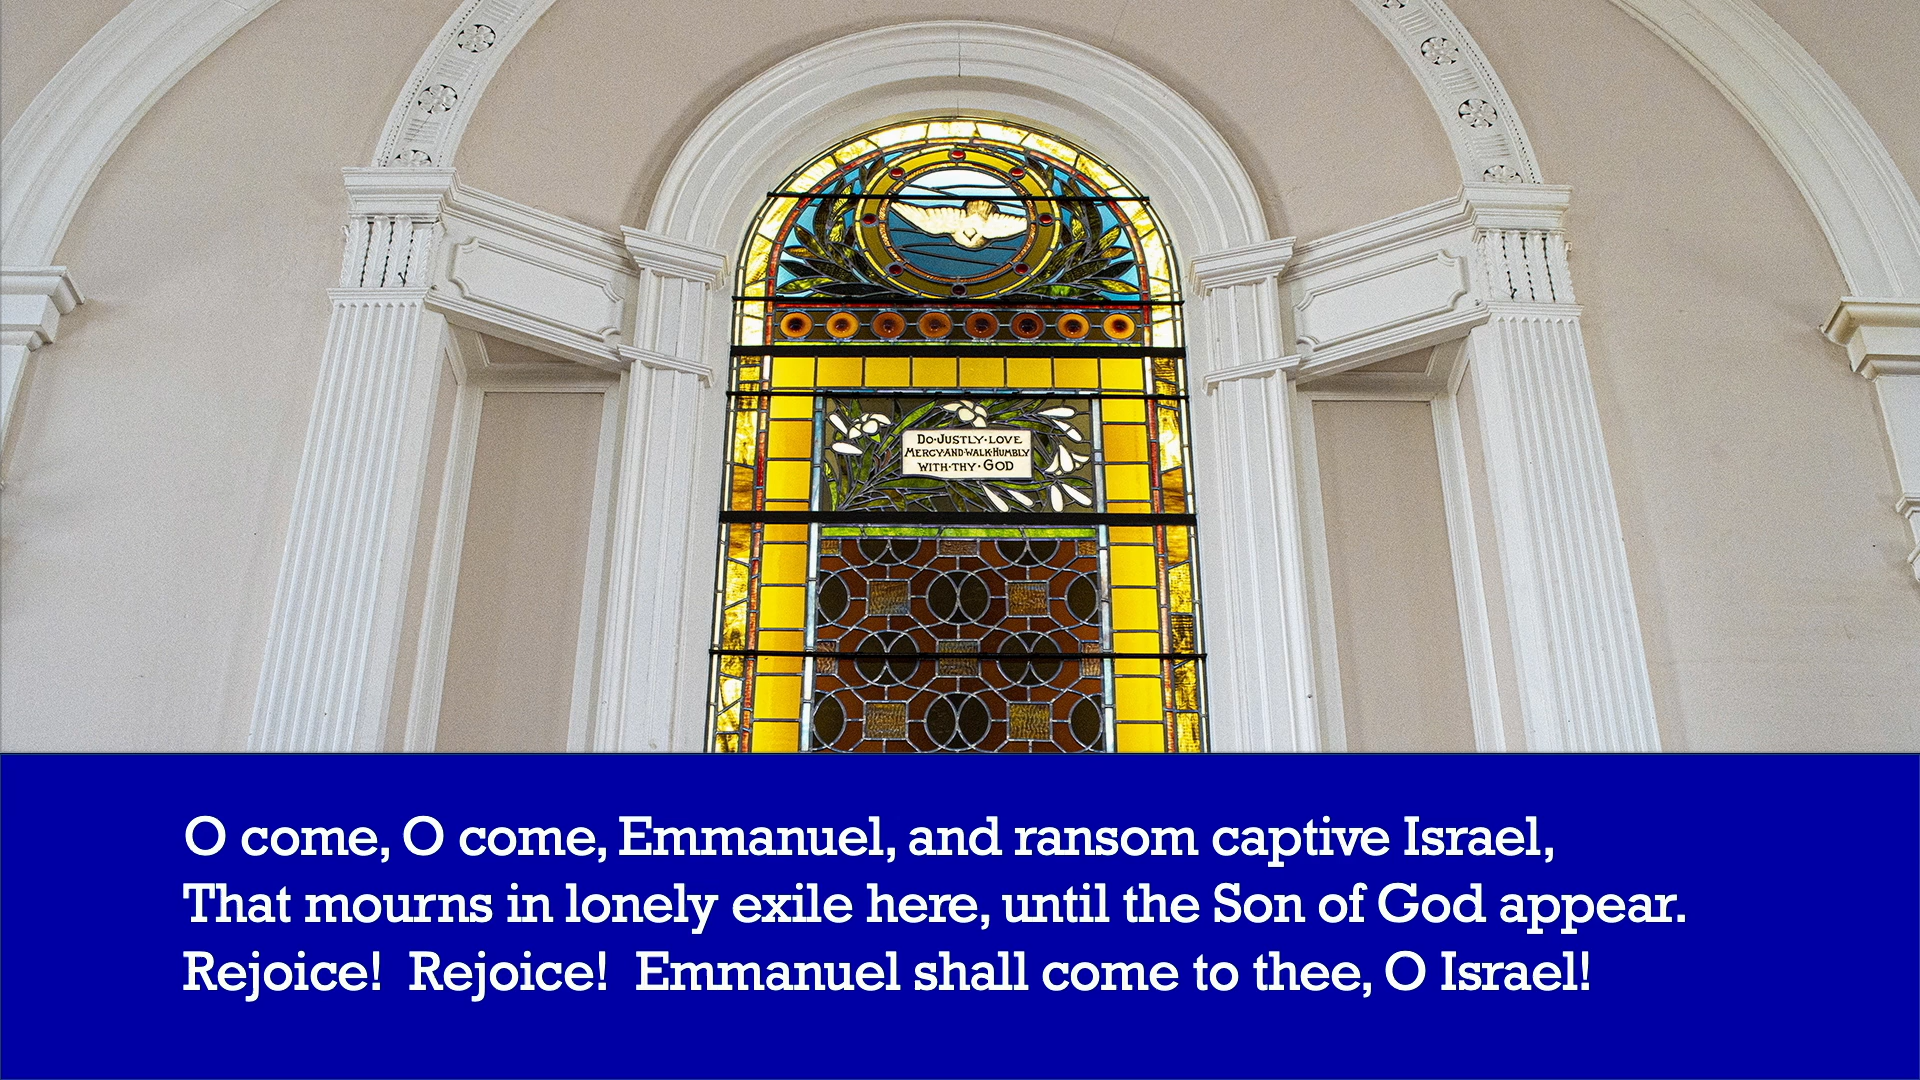 DO·JUSTLY·LOVE
MERCY·AND·WALK·HUMBLY
WITH·THY·GOD
O come, O come, Emmanuel, and ransom captive Israel,
That mourns in lonely exile here, until the Son of God appear.
Rejoice!  Rejoice!  Emmanuel shall come to thee, O Israel!